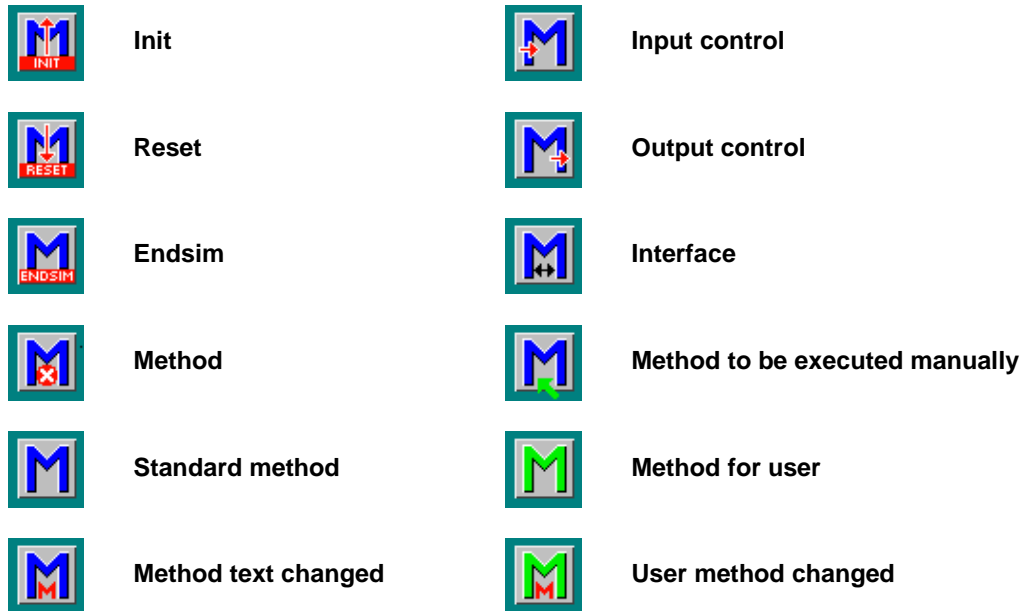 M INIT Init
M Input control
M RESET Reset
M Output control
M ENDSIM Endsim
M Interface
M Method
M Method to be executed manually
M Standard method
M Method for user
M M Method text changed
M M User method changed